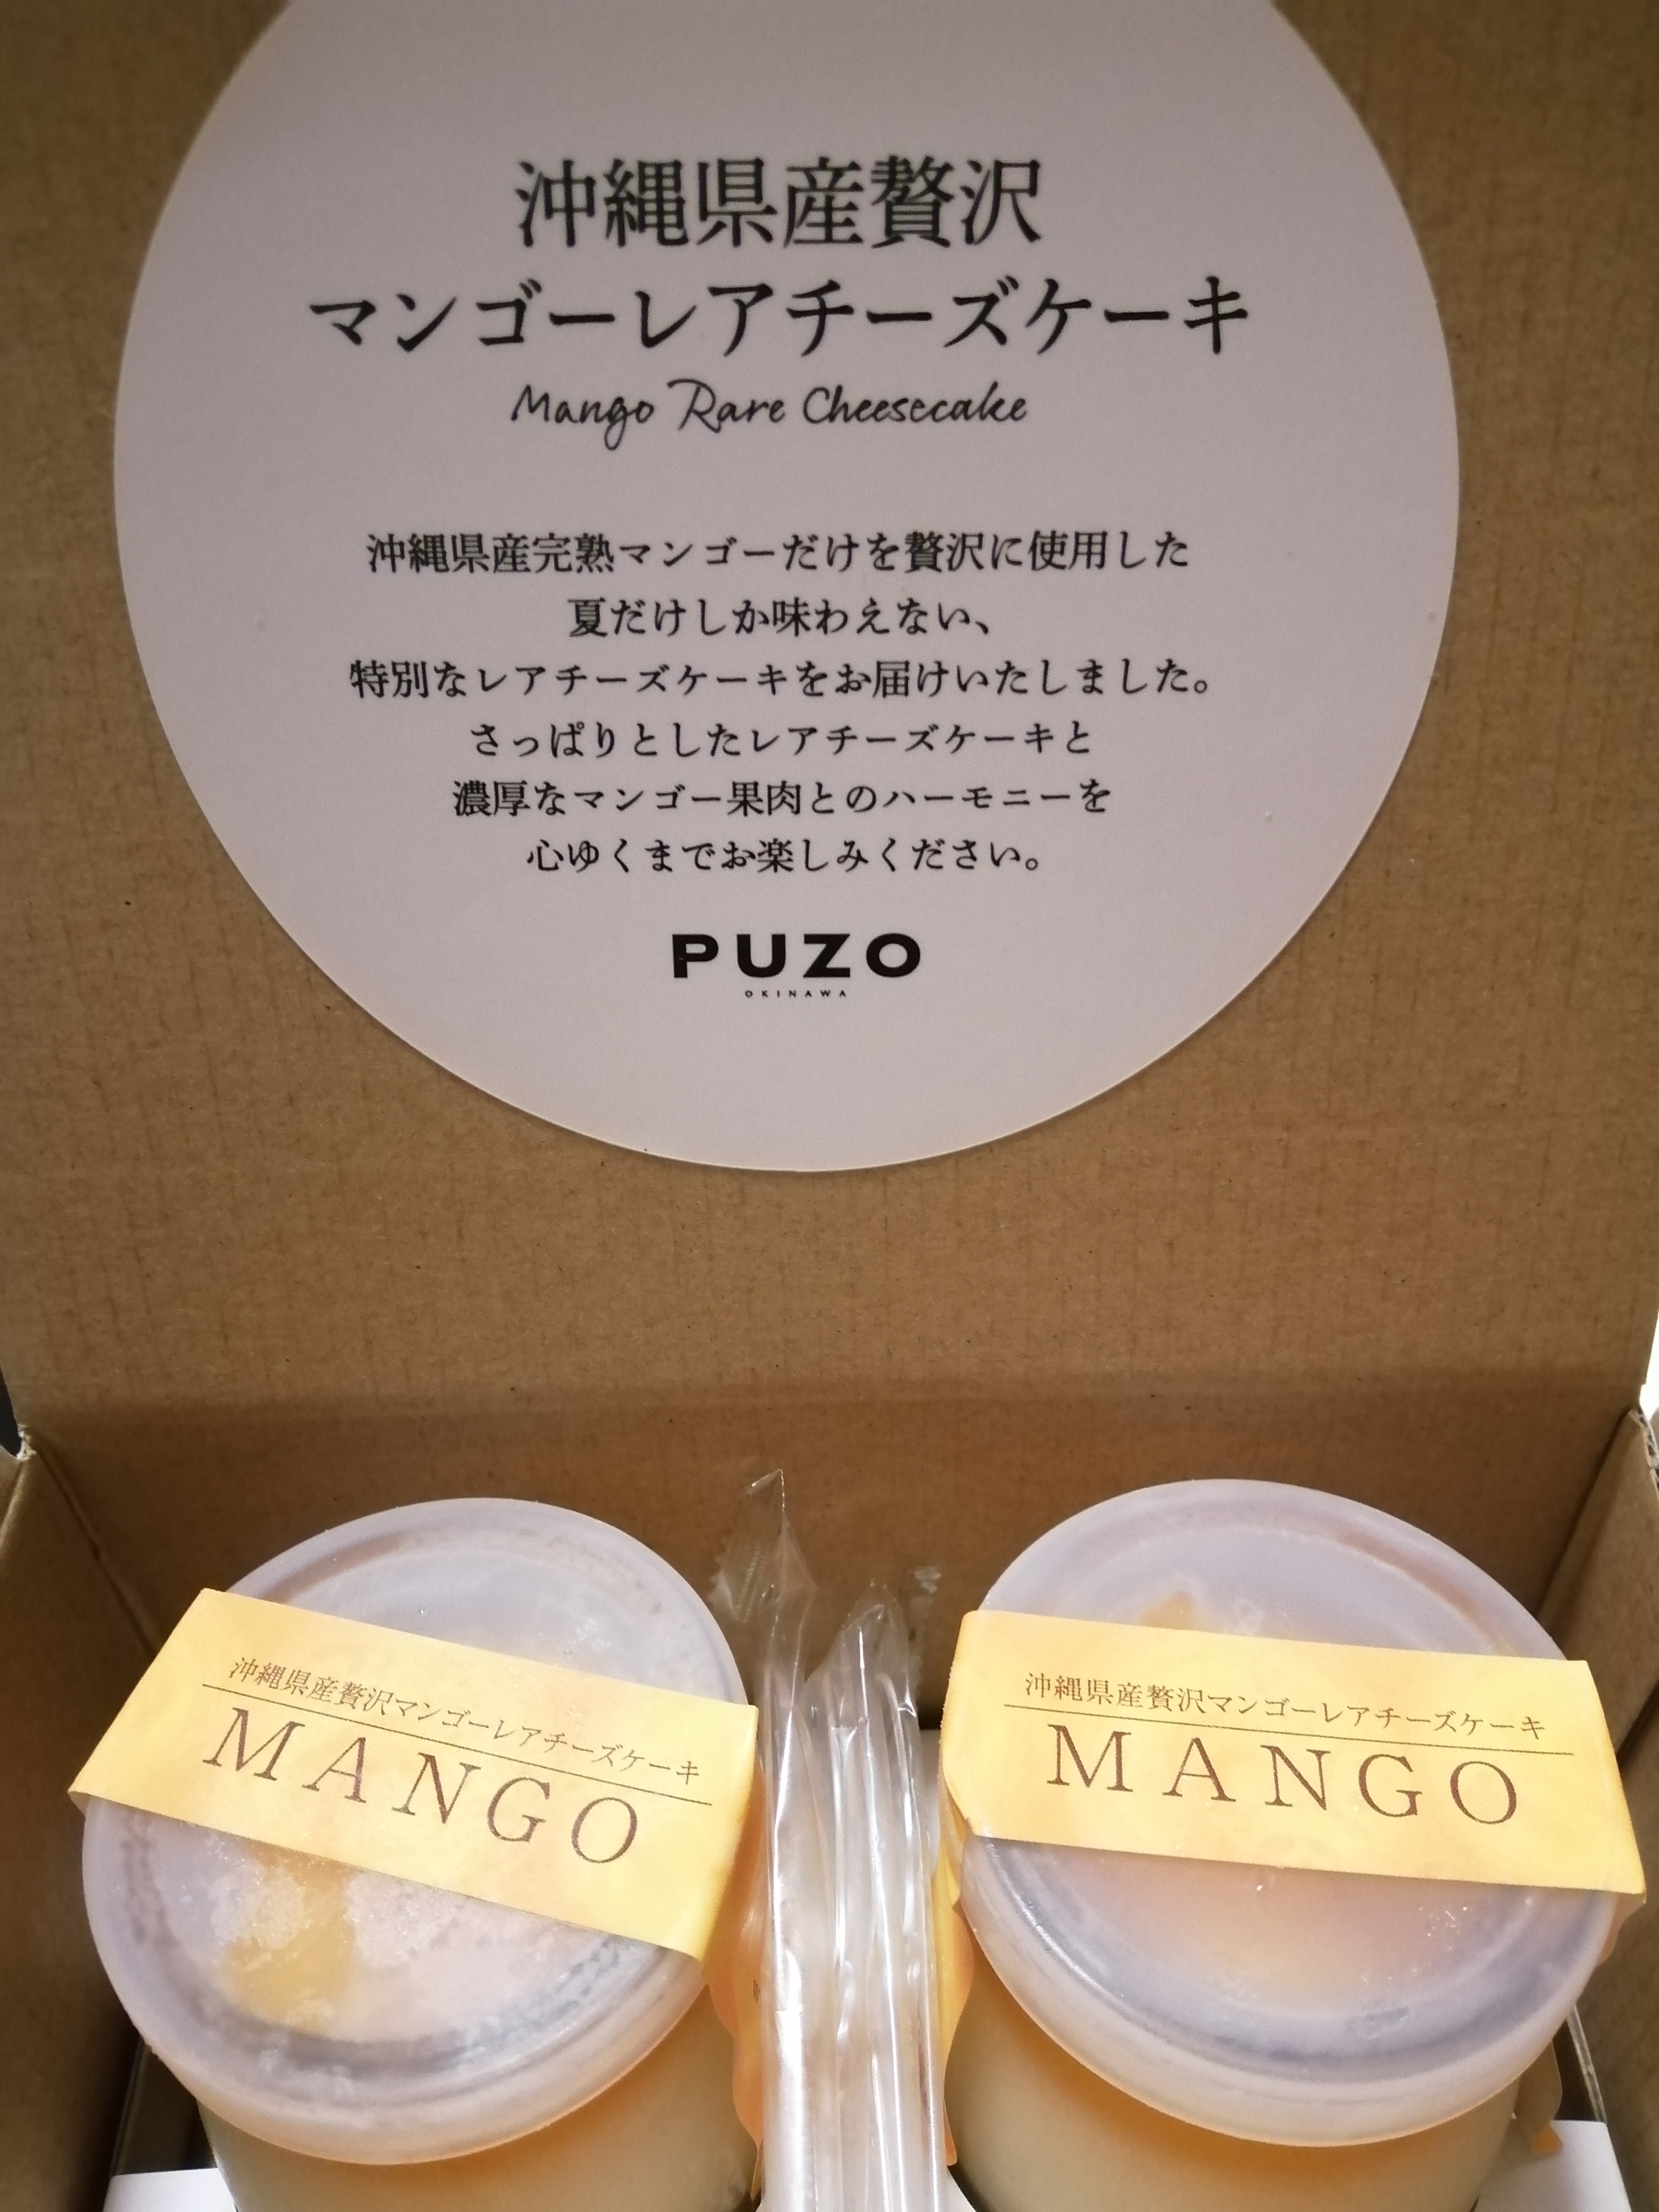 沖縄県産贅沢
マンゴーレアチーズケーキ
Mango Rare Cheesecake
沖縄県産完熟マンゴーだけを贅沢に使用した
夏だけしか味わえない、
特別なレアチーズケーキをお届けいたしました。
さっぱりとしたレアチーズケーキと
濃厚なマンゴー果肉とのハーモニーを
心ゆくまでお楽しみください。
PUZO
OKINAWA
沖縄県産贅沢マンゴーレアチーズケーキ
MANGO
沖縄県産贅沢マンゴーレアチーズケーキ
MANGO